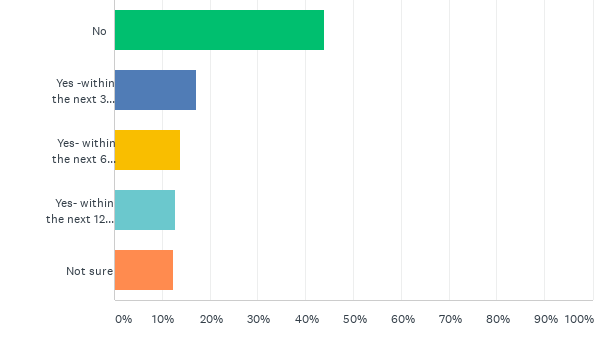 No
Yes -within
the next 3...
Yes- within
the next 6...
Yes- within
the next 12...
Not sure
0% 10% 20% 30% 40% 50% 60% 70% 80% 90% 100%